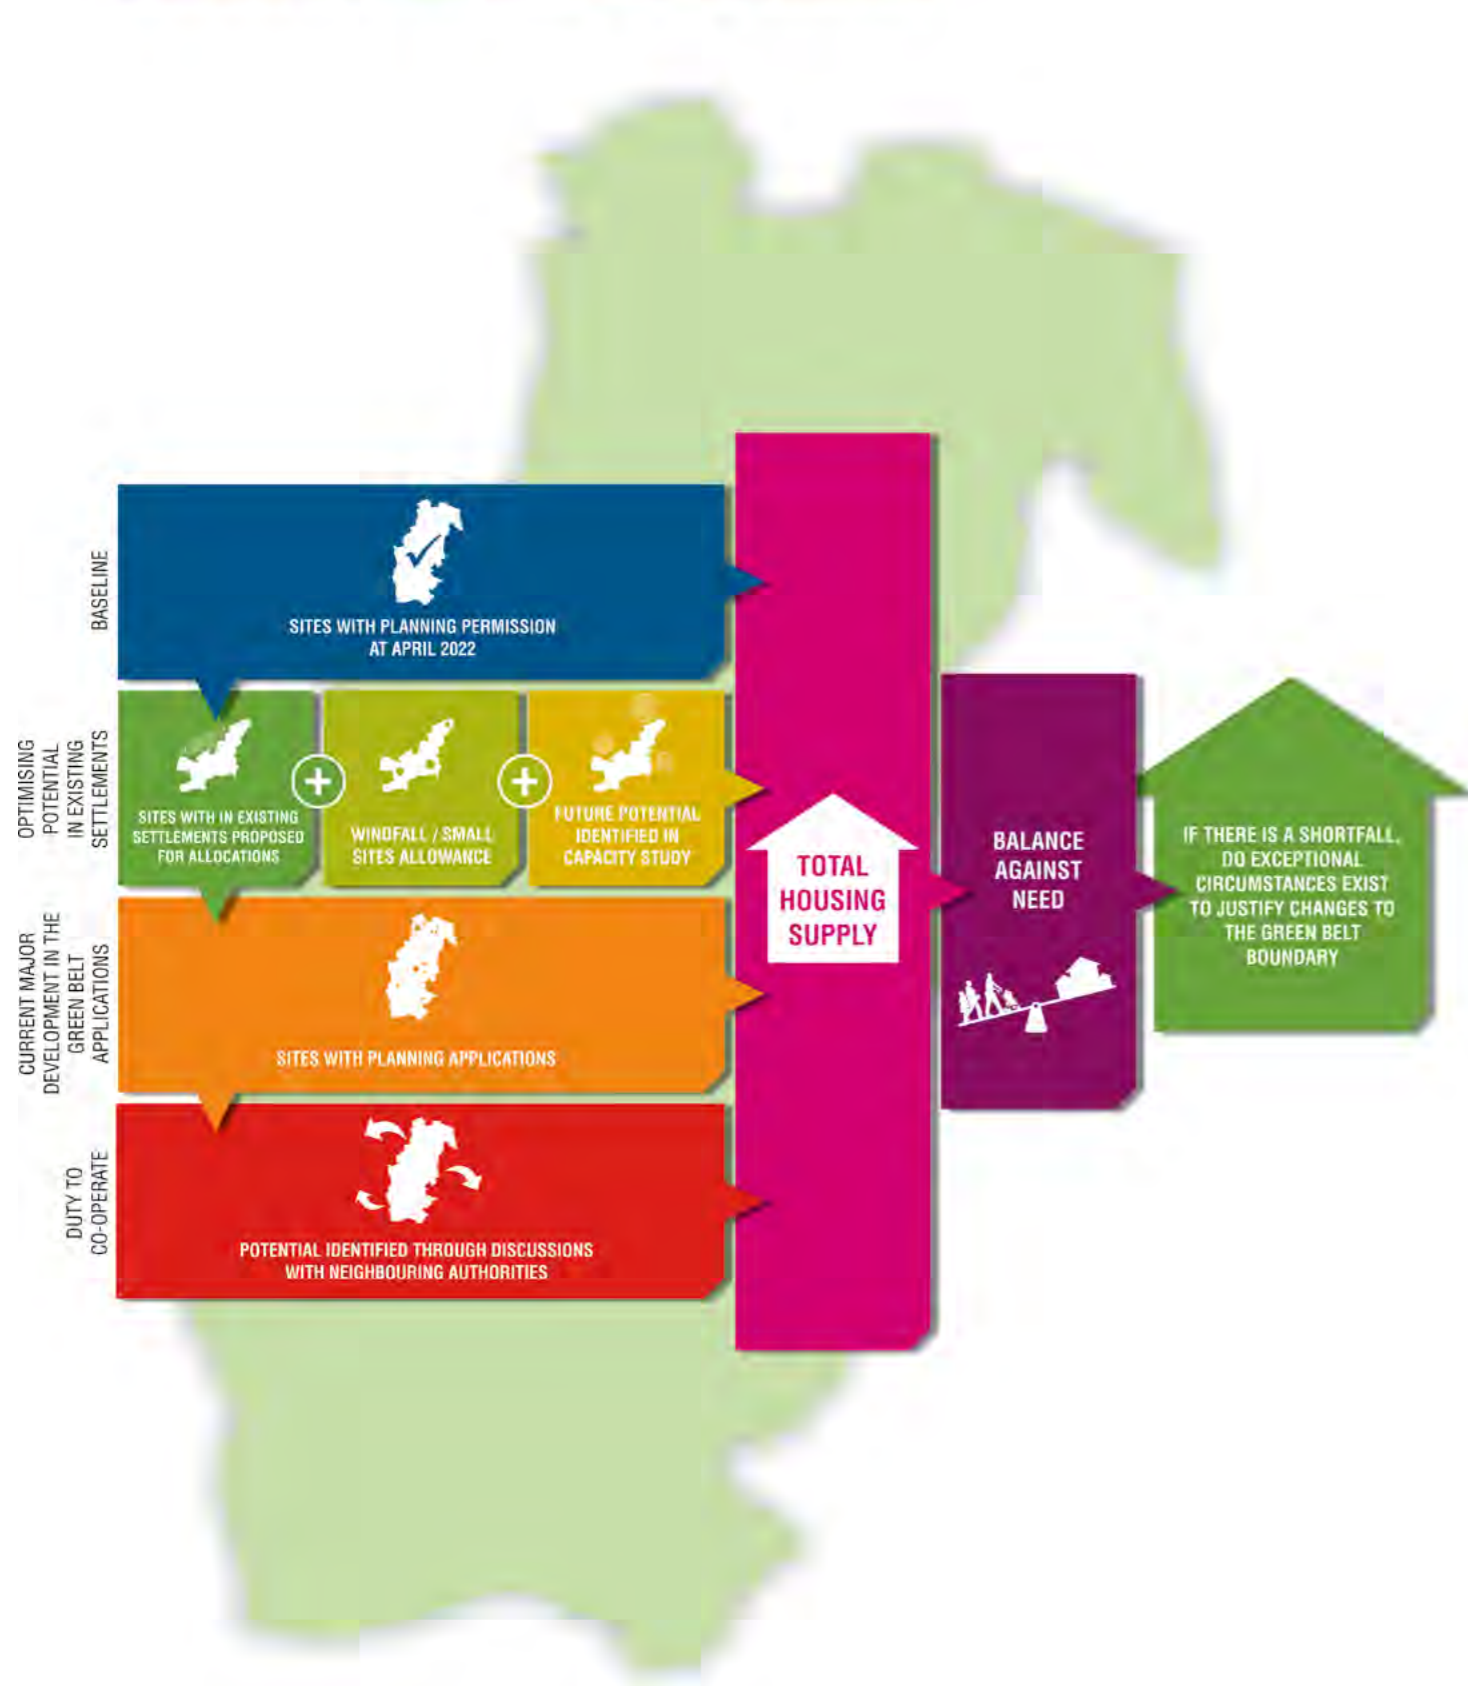 BASELINE
SITES WITH PLANNING PERMISSION
AT APRIL 2022
OPTIMISING
POTENTIAL
IN EXISTING
SETTLEMENTS
SITES WITH IN EXISTING
SETTLEMENTS PROPOSED
FOR ALLOCATIONS
+
WINDFALL / SMALL
SITES ALLOWANCE
+
FUTURE POTENTIAL
IDENTIFIED IN
CAPACITY STUDY
CURRENT MAJOR
DEVELOPMENT IN THE
GREEN BELT
APPLICATIONS
SITES WITH PLANNING APPLICATIONS
DUTY TO
CO-OPERATE
POTENTIAL IDENTIFIED THROUGH DISCUSSIONS
WITH NEIGHBOURING AUTHORITIES
TOTAL
HOUSING
SUPPLY
BALANCE
AGAINST
NEED
IF THERE IS A SHORTFALL,
DO EXCEPTIONAL
CIRCUMSTANCES EXIST
TO JUSTIFY CHANGES TO
THE GREEN BELT
BOUNDARY